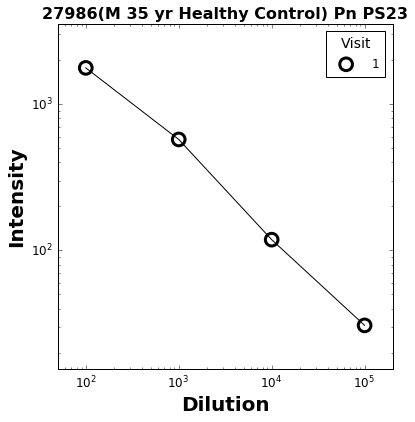 27986(M 35 yr Healthy Control) Pn PS23
Visit
1
10³
10²
Intensity
10² 10³ 10⁴ 10⁵
Dilution